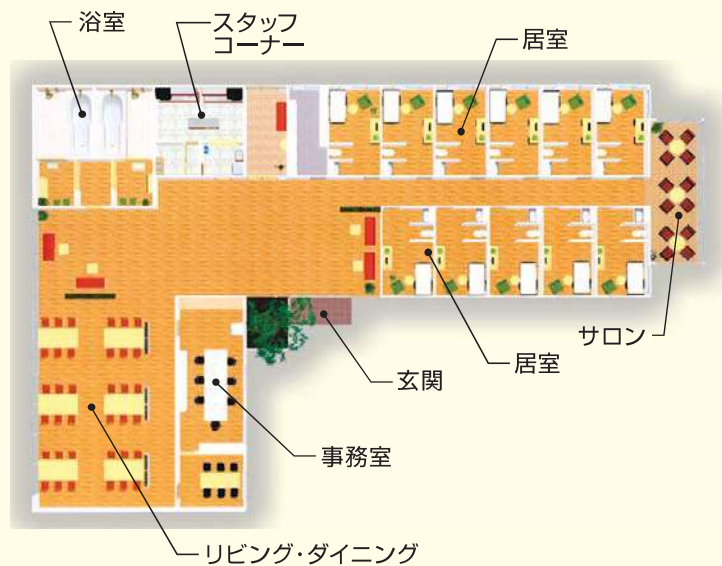 浴室
スタッフ
コーナー
居室
サロン
居室
玄関
事務室
リビング・ダイニング